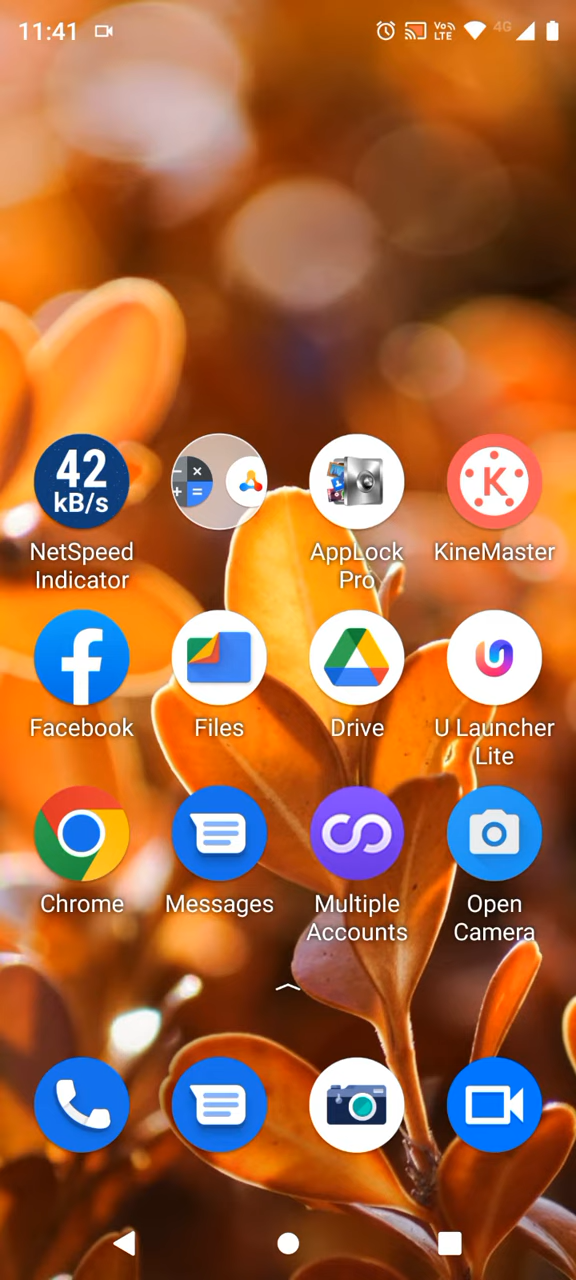 11:41
Vo
LTE
4G
42
kB/s
K
NetSpeed
Indicator
AppLock
Pro
KineMaster
Facebook
Files
Drive
U Launcher
Lite
Chrome
Messages
Multiple
Accounts
Open
Camera